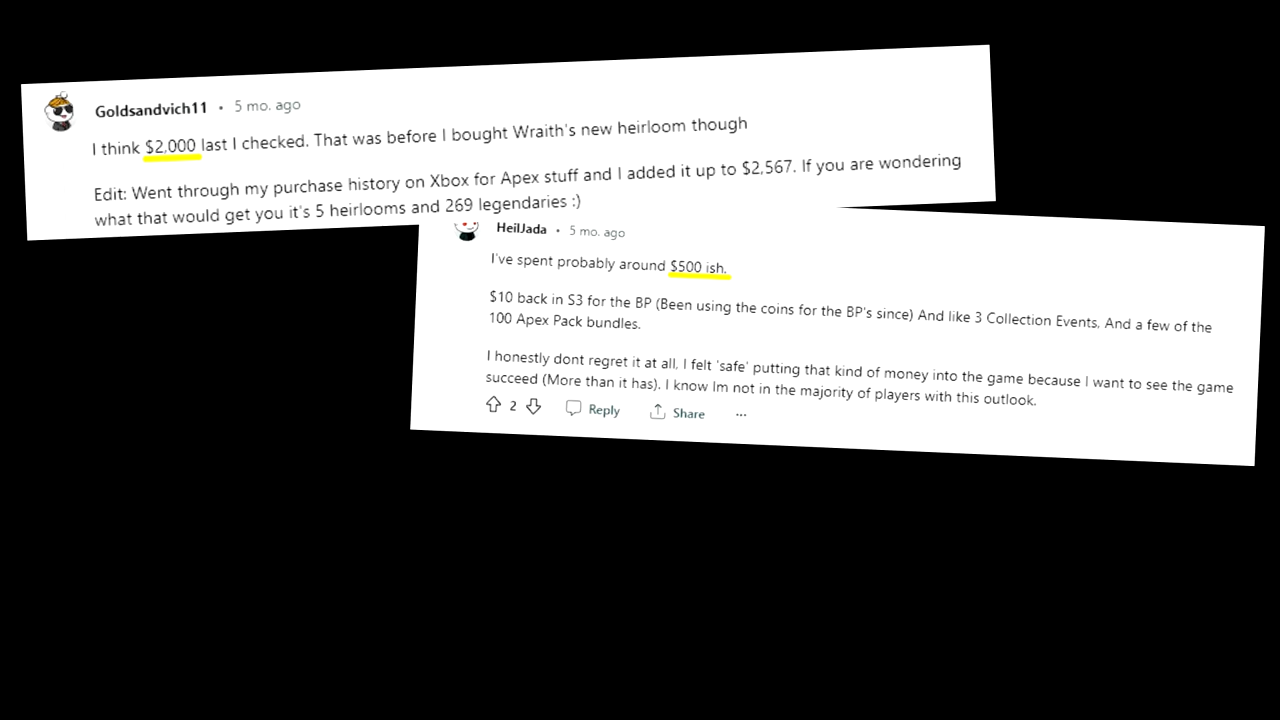 Goldsandvich11 • 5 mo. ago
I think $2,000 last I checked. That was before I bought Wraith's new heirloom though
Edit: Went through my purchase history on Xbox for Apex stuff and I added it up to $2,567. If you are wondering
what that would get you it's 5 heirlooms and 269 legendaries :)
HeilJada • 5 mo. ago
I've spent probably around $500 ish.
$10 back in S3 for the BP (Been using the coins for the BP's since) And like 3 Collection Events, And a few of the
100 Apex Pack bundles.
I honestly dont regret it at all, I felt 'safe' putting that kind of money into the game because I want to see the game
succeed (More than it has). I know Im not in the majority of players with this outlook.
2 Reply Share ...